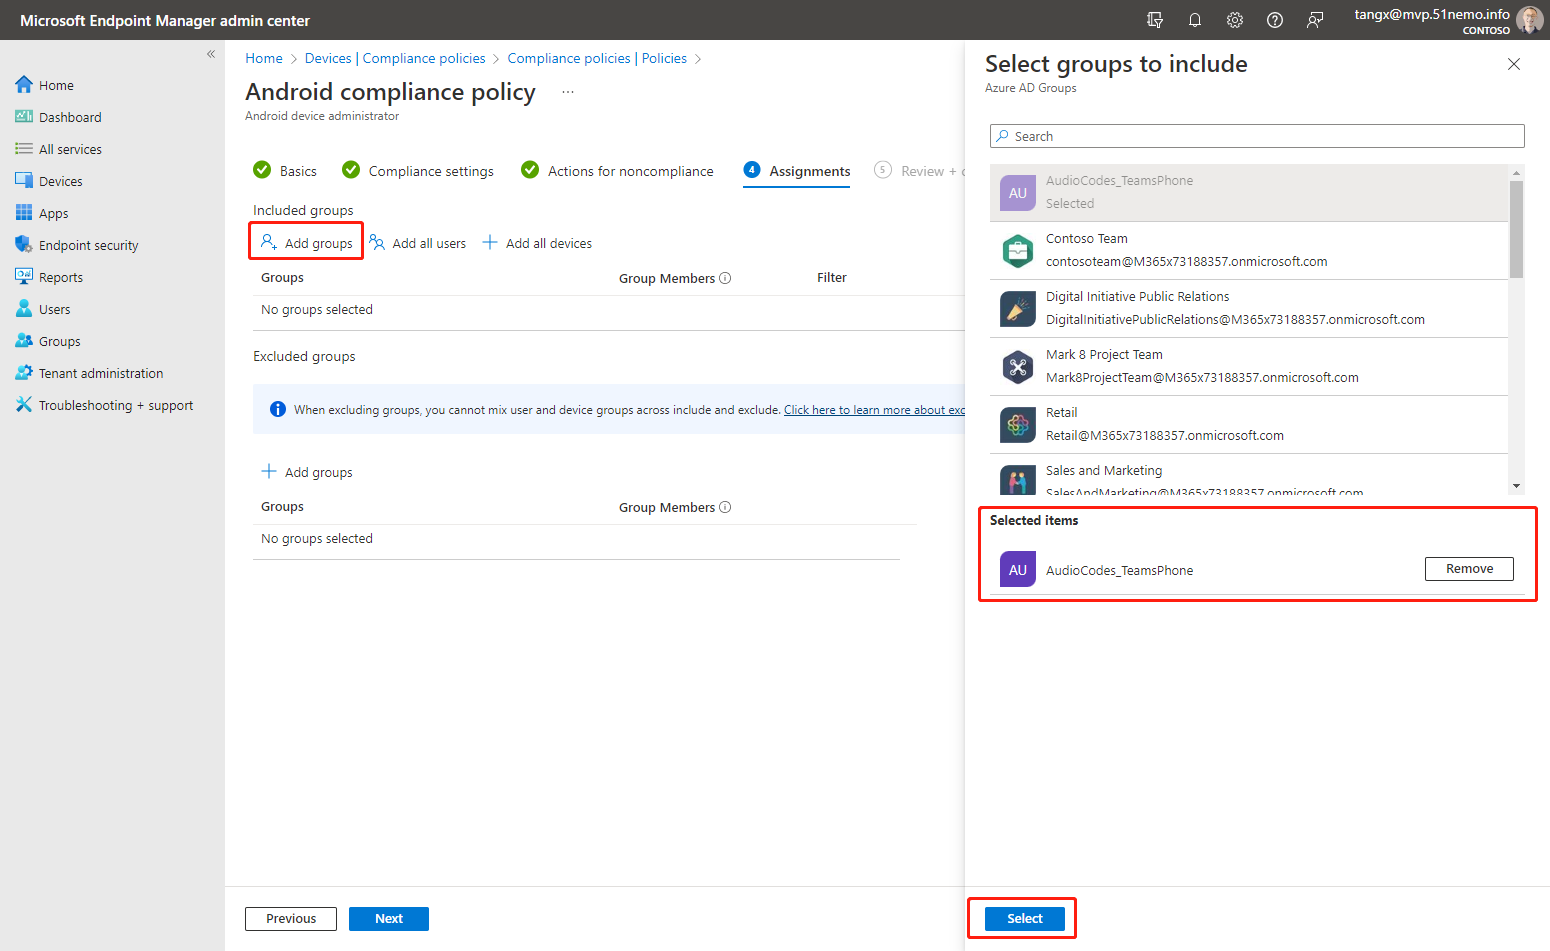 Microsoft Endpoint Manager admin center
tangx@mvp.51nemo.info
CONTOSO
«
Home
Dashboard
All services
Devices
Apps
Endpoint security
Reports
Users
Groups
Tenant administration
Troubleshooting + support
Home > Devices | Compliance policies > Compliance policies | Policies >
Android compliance policy ...
Android device administrator
Basics Compliance settings Actions for noncompliance 4 Assignments 5 Review +
Included groups
Add groups Add all users Add all devices
Groups Group Members Filter
No groups selected
Excluded groups
When excluding groups, you cannot mix user and device groups across include and exclude. Click here to learn more about exc
Add groups
Groups Group Members
No groups selected
Previous Next
Select groups to include
Azure AD Groups
Search
AU
AudioCodes_TeamsPhone
Selected
Contoso Team
contosoteam@M365x73188357.onmicrosoft.com
Digital Initiative Public Relations
DigitalInitiativePublicRelations@M365x73188357.onmicrosoft.com
Mark 8 Project Team
Mark8ProjectTeam@M365x73188357.onmicrosoft.com
Retail
Retail@M365x73188357.onmicrosoft.com
Sales and Marketing
SalesAndMarketing@M365x73188357.onmicrosoft.com
Selected items
AU AudioCodes_TeamsPhone Remove
Select